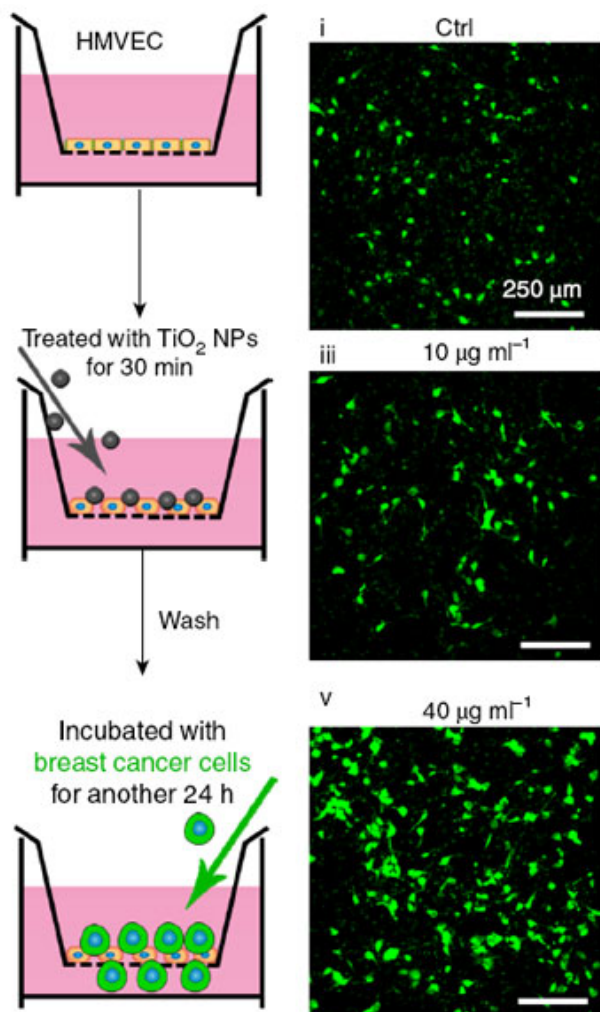 HMVEC
Treated with TiO₂ NPs
for 30 min
Wash
Incubated with
breast cancer cells
for another 24 h
i
Ctrl
250 µm
iii
10 µg ml⁻¹
v
40 µg ml⁻¹